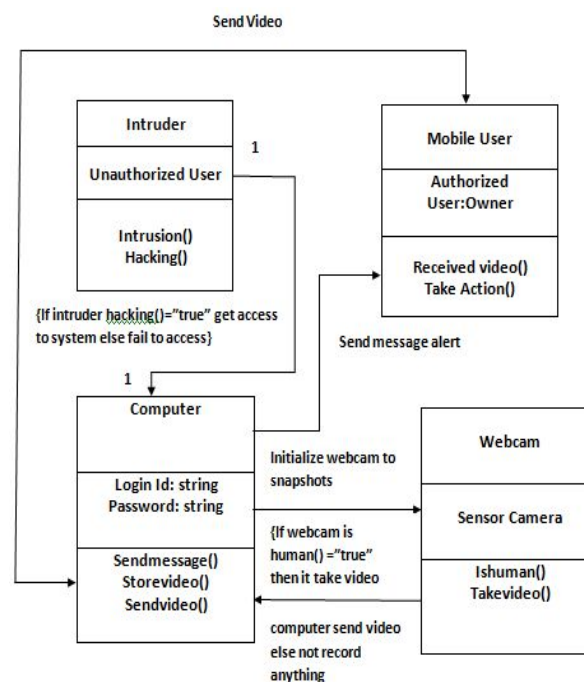 Send Video
Intruder
Unauthorized User
Intrusion()
Hacking()
1
Mobile User
Authorized
User:Owner
Received video()
Take Action()
{If intruder hacking()=”true” get access
to system else fail to access}
Send message alert
1
Computer
Login Id: string
Password: string
Sendmessage()
Storevideo()
Sendvideo()
Initialize webcam to
snapshots
{If webcam is
human() =”true”
then it take video
computer send video
else not record
anything
Webcam
Sensor Camera
Ishuman()
Takevideo()